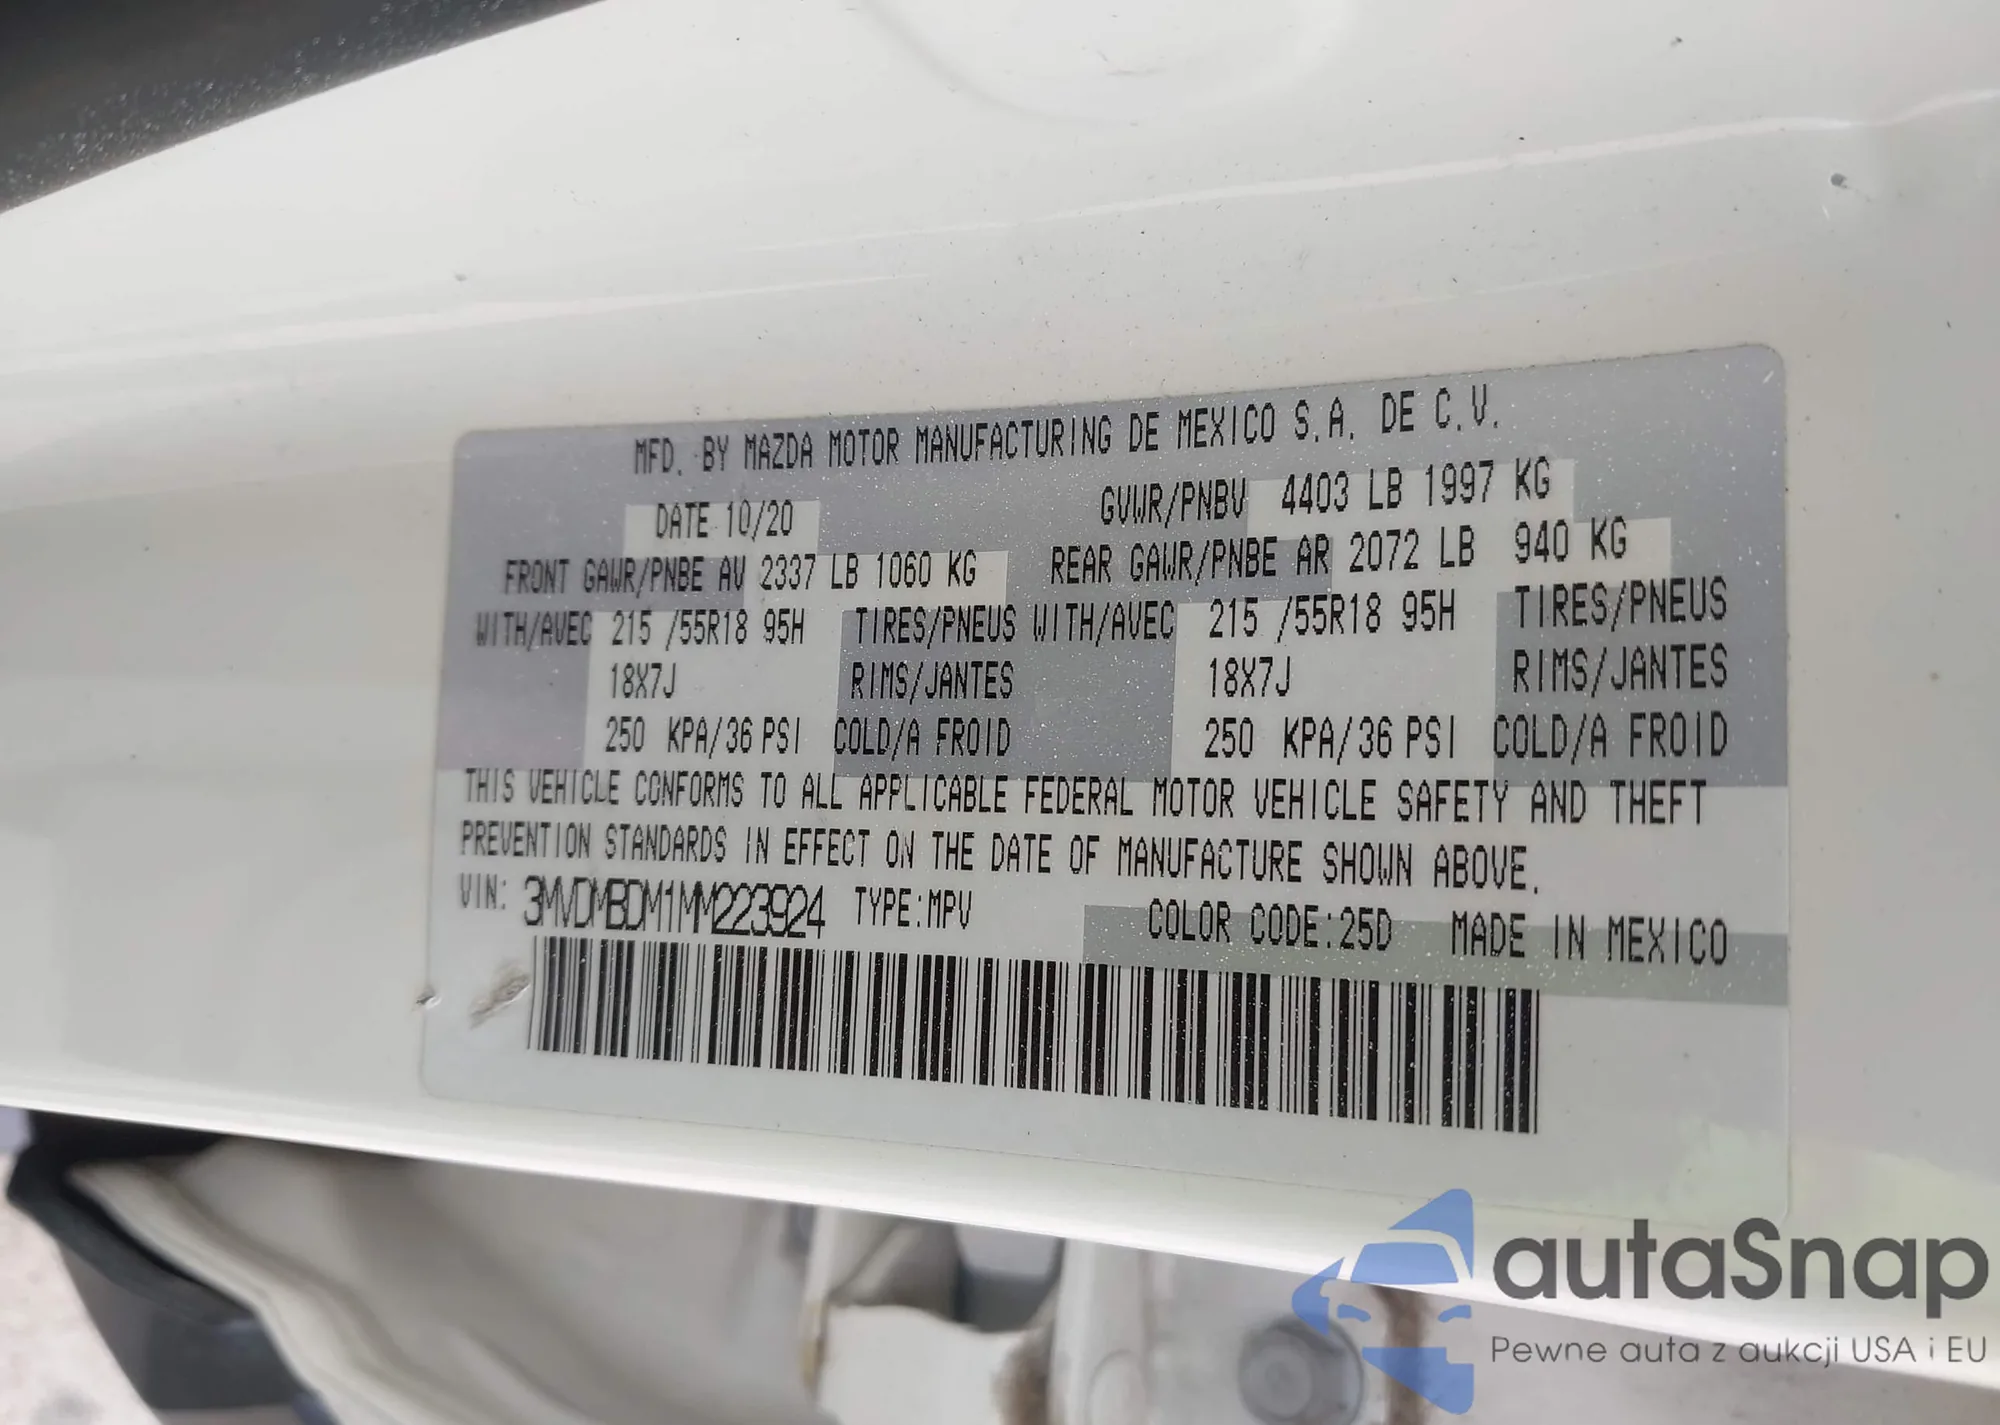 MFD. BY MAZDA MOTOR MANUFACTURING DE MEXICO S.A. DE C.V.
DATE 10/20 GVWR/PNBV 4403 LB 1997 KG
FRONT GAWR/PNBE AV 2337 LB 1060 KG REAR GAWR/PNBE AR 2072 LB 940 KG
WITH/AVEC 215 /55R18 95H TIRES/PNEUS WITH/AVEC 215 /55R18 95H TIRES/PNEUS
18X7J RIMS/JANTES 18X7J RIMS/JANTES
250 KPA/36 PSI COLD/A FROID 250 KPA/36 PSI COLD/A FROID
THIS VEHICLE CONFORMS TO ALL APPLICABLE FEDERAL MOTOR VEHICLE SAFETY AND THEFT
PREVENTION STANDARDS IN EFFECT ON THE DATE OF MANUFACTURE SHOWN ABOVE.
VIN: 3MVDMBDM1MM223924 TYPE:MPV COLOR CODE:25D MADE IN MEXICO
autaSnap
Pewne auta z aukcji USA i EU